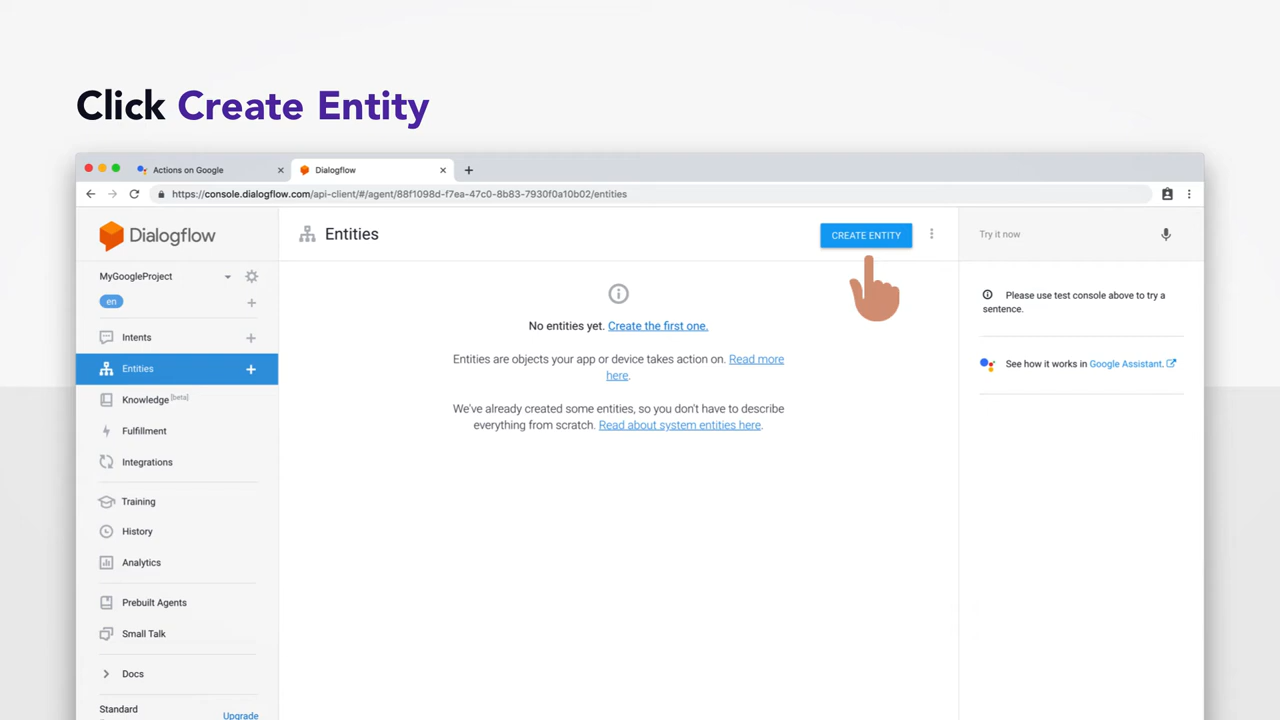 Click Create Entity
Actions on Google
Dialogflow
https://console.dialogflow.com/api-client/#/agent/88f1098d-f7ea-47c0-8b83-7930f0a10b02/entities
Dialogflow
MyGoogleProject
en
Intents
Entities
Knowledge [beta]
Fulfillment
Integrations
Training
History
Analytics
Prebuilt Agents
Small Talk
Docs
Standard
Upgrade
Entities
CREATE ENTITY
No entities yet. Create the first one.
Entities are objects your app or device takes action on. Read more
here.
We've already created some entities, so you don't have to describe
everything from scratch. Read about system entities here.
Try it now
Please use test console above to try a
sentence.
See how it works in Google Assistant.